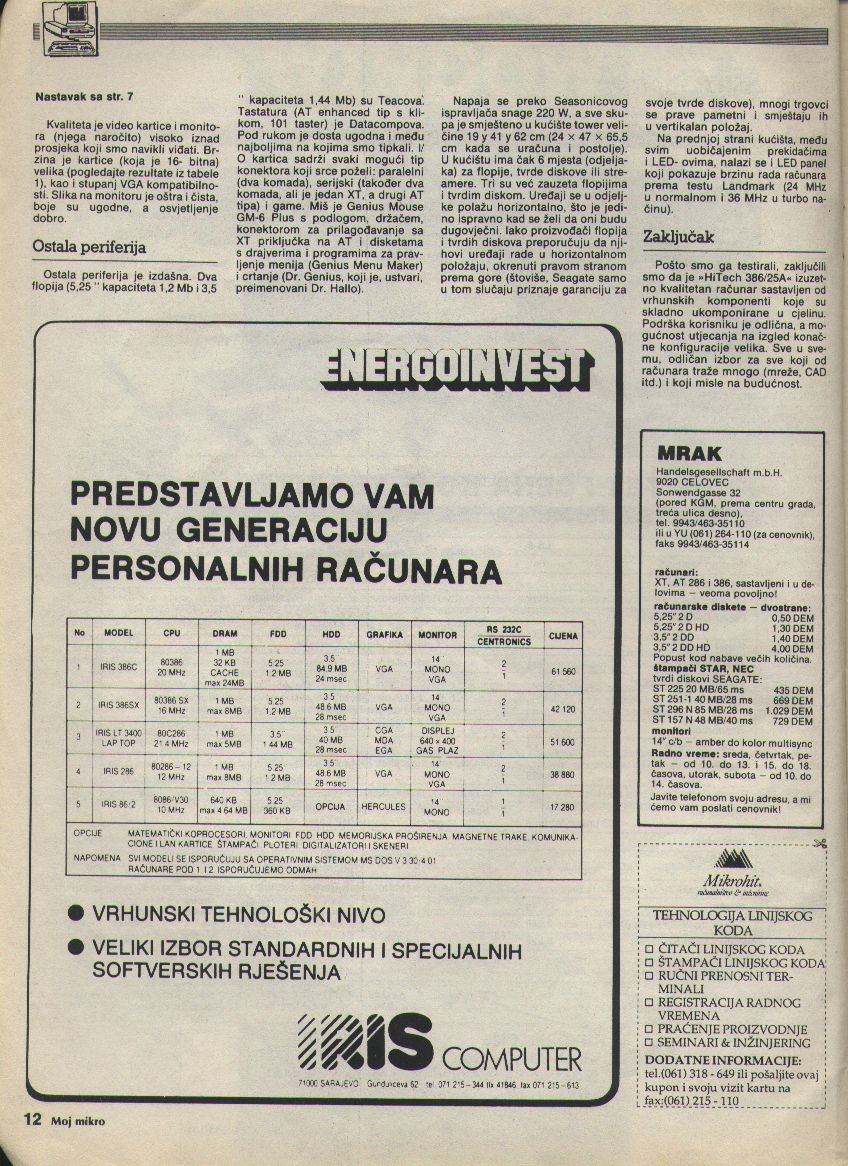 Nastavak sa str. 7
Kvaliteta je video kartice i monito-
ra (njega naročito) visoko iznad
prosjeka koji smo navikli viđati. Br-
zina je kartice (koja je 16- bitna)
velika (pogledajte rezultate iz tabele
1), kao i stupanj VGA kompatibilno-
sti. Slika na monitoru je oštra i čista,
boje su ugodne, a osvjetljenje
dobro.
Ostala periferija
Ostala periferija je izdašna. Dva
flopija (5,25 " kapaciteta 1,2 Mb i 3,5
" kapaciteta 1,44 Mb) su Teacova.
Tastatura (AT enhanced tip s kli-
kom, 101 taster) je Datacompova.
Pod rukom je dosta ugodna i među
najboljima na kojima smo tipkali. I/
O kartica sadrži svaki mogući tip
konektora koji srce poželi: paralelni
(dva komada), serijski (također dva
komada, ali je jedan XT, a drugi AT
tipa) i game. Miš je Genius Mouse
GM-6 Plus s podlogom, držačem,
konektorom za prilagođavanje sa
XT priključka na AT i disketama
s drajverima i programima za prav-
ljenje menija (Genius Menu Maker)
i crtanje (Dr. Genius, koji je, ustvari,
preimenovani Dr. Hallo).
Napaja se preko Seasonicovog
ispravljača snage 220 W, a sve sku-
pa je smješteno u kućište tower veli-
čine 19 y 41 y 62 cm (24 × 47 × 65,5
cm kada se uračuna i postolje).
U kućištu ima čak 6 mjesta (odjelja-
ka) za flopije, tvrde diskove ili stre-
amere. Tri su već zauzeta flopijima
i tvrdim diskom. Uređaji se u odjelj-
ke polažu horizontalno, što je jedi-
no ispravno kad se želi da oni budu
dugovječni. Iako proizvođači flopija
i tvrdih diskova preporučuju da nji-
hovi uređaji rade u horizontalnom
položaju, okrenuti pravom stranom
prema gore (štoviše, Seagate samo
u tom slučaju priznaje garanciju za
svoje tvrde diskove), mnogi trgovci
se prave pametni i smještaju ih
u vertikalan položaj.
Na prednjoj strani kućišta, među
svim uobičajenim prekidačima
i LED- ovima, nalazi se i LED panel
koji pokazuje brzinu rada računara
prema testu Landmark (24 MHz
u normalnom i 36 MHz u turbo na-
činu).
Zaključak
Pošto smo ga testirali, zaključili
smo da je »HiTech 386/25A« izuzet-
no kvalitetan računar sastavljen od
vrhunskih komponenti koje su
skladno ukomponirane u cjelinu.
Podrška korisniku je odlična, a mo-
gućnost utjecanja na izgled konač-
ne konfiguracije velika. Sve u sve-
mu, odličan izbor za sve koji od
računara traže mnogo (mreže, CAD
itd.) i koji misle na budućnost.
ENERGOINVEST
PREDSTAVLJAMO VAM
NOVU GENERACIJU
PERSONALNIH RAČUNARA
No MODEL CPU DRAM FDD HDD GRAFIKA MONITOR RS 232C CENTRONICS CIJENA
1 IRIS 386C 80386 20 MHz 1 MB 32 KB CACHE max 24MB 5.25 1.2 MB 3.5 84.9 MB 24 msec VGA 14 MONO VGA 2 1 61 560
2 IRIS 386SX 80386 SX 16 MHz 1 MB max 8MB 5.25 1.2 MB 3.5 48.6 MB 28 msec VGA 14 MONO VGA 2 1 42 120
3 IRIS LT 3400 LAP TOP 80C286 21.4 MHz 1 MB max 5MB 3.5 1.44 MB 3.5 40 MB 28 msec CGA MDA EGA DISPLEJ 640 x 400 GAS PLAZ 2 1 51 600
4 IRIS 286 80286 – 12 12 MHz 1 MB max 8MB 5.25 1.2 MB 3.5 48.6 MB 28 msec VGA 14 MONO VGA 2 1 38 880
5 IRIS 86/2 8086/V30 10 MHz 640 KB max 4.64 MB 5.25 360 KB OPCIJA HERCULES 14 MONO 1 1 17 280
OPCIJE MATEMATIČKI KOPROCESORI. MONITORI FDD HDD MEMORIJSKA PROŠIRENJA MAGNETNE TRAKE. KOMUNIKA-
CIONE I LAN KARTICE. ŠTAMPAČI. PLOTERI DIGITALIZATORI I SKENERI
NAPOMENA SVI MODELI SE ISPORUČUJU SA OPERATIVNIM SISTEMOM MS DOS V 3.30/4.01
RAČUNARE POD 1 I 2 ISPORUČUJEMO ODMAH
● VRHUNSKI TEHNOLOŠKI NIVO
● VELIKI IZBOR STANDARDNIH I SPECIJALNIH
SOFTVERSKIH RJEŠENJA
IRIS COMPUTER
71000 SARAJEVO Gundulićeva 62 tel. 071 215–344 tlx 41846 fax 071 215–613
MRAK
Handelsgesellschaft m.b.H.
9020 CELOVEC
Sonwendgasse 32
(pored KGM, prema centru grada,
treća ulica desno),
tel. 9943/463-35110
ili u YU (061) 264-110 (za cenovnik),
faks 9943/463-35114
računari:
XT, AT 286 i 386, sastavljeni i u de-
lovima – veoma povoljno!
računarske diskete – dvostrane:
5,25" 2 D 0,50 DEM
5.25" 2 D HD 1,30 DEM
3,5" 2 DD 1,40 DEM
3,5" 2 DD HD 4,00 DEM
Popust kod nabave većih količina.
štampači STAR, NEC
tvrdi diskovi SEAGATE:
ST 225 20 MB/65 ms 435 DEM
ST 251-1 40 MB/28 ms 669 DEM
ST 296 N 85 MB/28 ms 1.029 DEM
ST 157 N 48 MB/40 ms 729 DEM
monitori
14" c/b – amber do kolor multisync
Radno vreme: sreda, četvrtak, pe-
tak – od 10. do 13. i 15. do 18.
časova, utorak, subota – od 10. do
14. časova.
Javite telefonom svoju adresu, a mi
ćemo vam poslati cenovnik!
Mikrohit.
računalništvo & inženiring
TEHNOLOGIJA LINIJSKOG
KODA
□ ČITAČI LINIJSKOG KODA
□ ŠTAMPAČI LINIJSKOG KODA
□ RUČNI PRENOSNI TER-
MINALI
□ REGISTRACIJA RADNOG
VREMENA
□ PRAĆENJE PROIZVODNJE
□ SEMINARI & INŽINJERING
DODATNE INFORMACIJE:
tel.(061) 318 - 649 ili pošaljite ovaj
kupon i svoju vizit kartu na
fax:(061) 215 - 110
12 Moj mikro